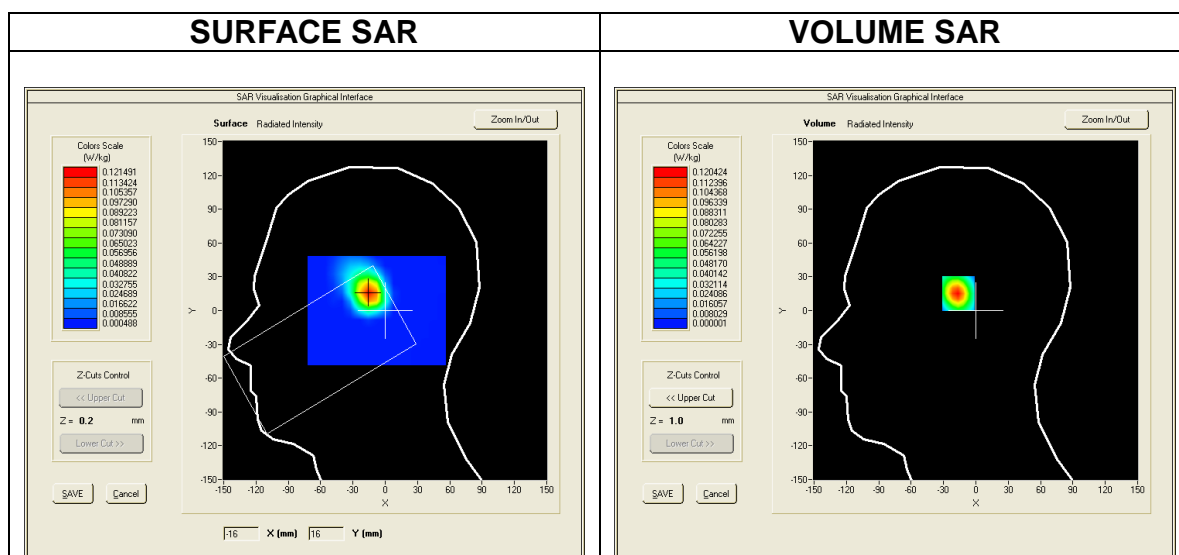 SURFACE SAR
SAR Visualisation Graphical Interface
Surface Radiated Intensity
Zoom In/Out
Colors Scale
(W/kg)
0.121491
0.113424
0.105357
0.097290
0.089223
0.081157
0.073090
0.065023
0.056956
0.048889
0.040822
0.032755
0.024689
0.016622
0.008555
0.000488
Z-Cuts Control
<< Upper Cut
Z = 0.2 mm
Lower Cut >>
SAVE Cancel
150
120
90
60
30
Y 0
-30
-60
-90
-120
-150
-150 -120 -90 -60 -30 0 30 60 90 120 150
X
-16 X (mm) 16 Y (mm)
VOLUME SAR
SAR Visualisation Graphical Interface
Volume Radiated Intensity
Zoom In/Out
Colors Scale
(W/kg)
0.120424
0.112396
0.104368
0.096339
0.088311
0.080283
0.072255
0.064227
0.056198
0.048170
0.040142
0.032114
0.024086
0.016057
0.008029
0.000001
Z-Cuts Control
<< Upper Cut
Z = 1.0 mm
Lower Cut >>
SAVE Cancel
150
120
90
60
30
Y 0
-30
-60
-90
-120
-150
-150 -120 -90 -60 -30 0 30 60 90 120 150
X